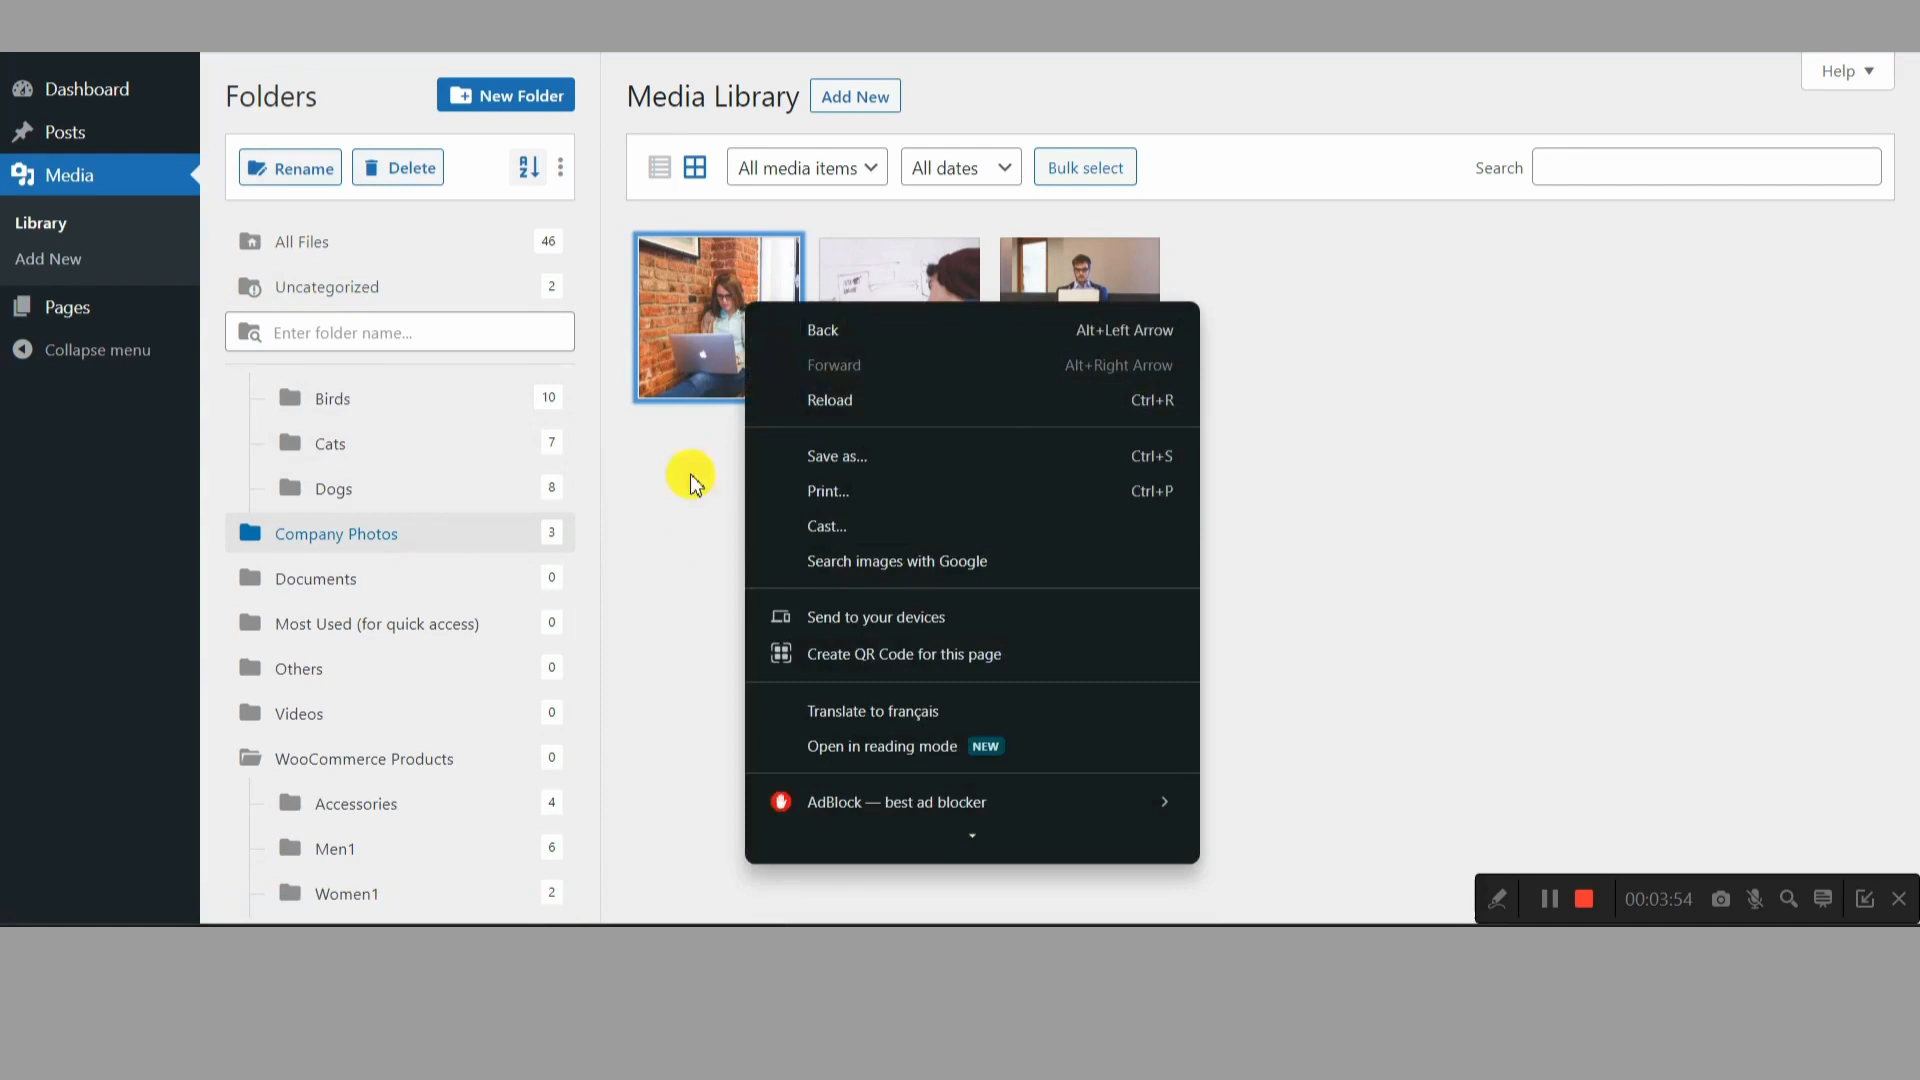 Dashboard
Posts
Media
Library
Add New
Pages
Collapse menu
Folders
New Folder
Rename
Delete
A
Z
All Files 46
Uncategorized 2
Enter folder name...
Birds 10
Cats 7
Dogs 8
Company Photos 3
Documents 0
Most Used (for quick access) 0
Others 0
Videos 0
WooCommerce Products 0
Accessories 4
Men1 6
Women1 2
Media Library
Add New
Help
All media items
All dates
Bulk select
Search
Back Alt+Left Arrow
Forward Alt+Right Arrow
Reload Ctrl+R
Save as... Ctrl+S
Print... Ctrl+P
Cast...
Search images with Google
Send to your devices
Create QR Code for this page
Translate to français
Open in reading mode NEW
AdBlock — best ad blocker
00:03:54